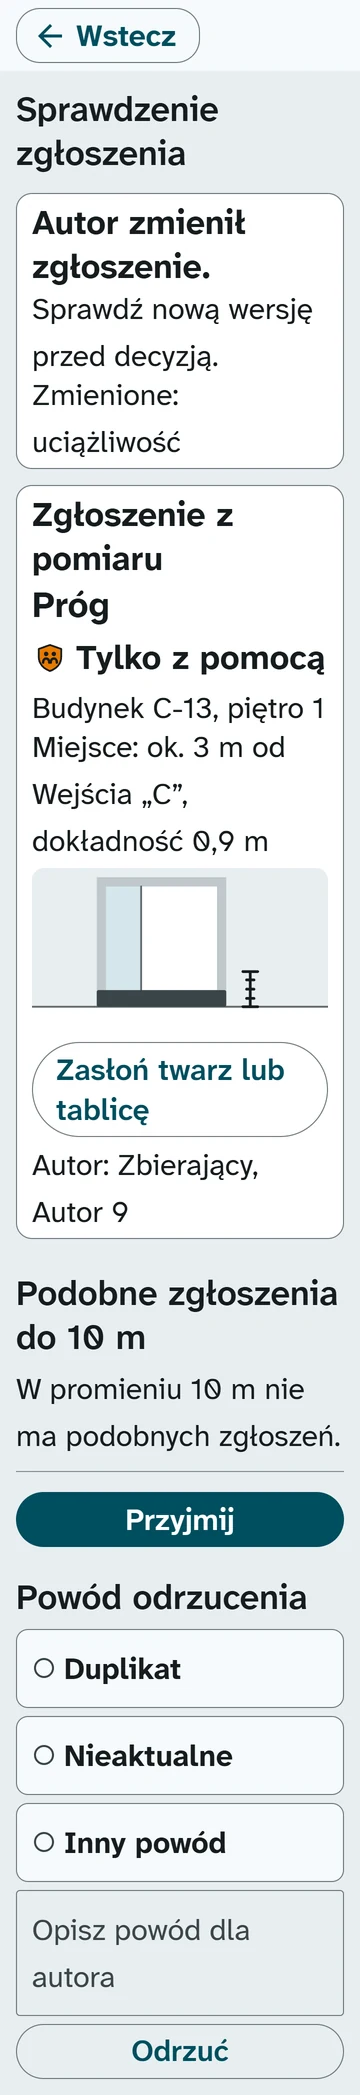 Wstecz
Sprawdzenie
zgłoszenia
Autor zmienił
zgłoszenie.
Sprawdź nową wersję
przed decyzją.
Zmienione:
uciążliwość
Zgłoszenie z
pomiaru
Próg
Tylko z pomocą
Budynek C-13, piętro 1
Miejsce: ok. 3 m od
Wejścia „C”,
dokładność 0,9 m
Zasłoń twarz lub
tablicę
Autor: Zbierający,
Autor 9
Podobne zgłoszenia
do 10 m
W promieniu 10 m nie
ma podobnych zgłoszeń.
Przyjmij
Powód odrzucenia
Duplikat
Nieaktualne
Inny powód
Opisz powód dla
autora
Odrzuć